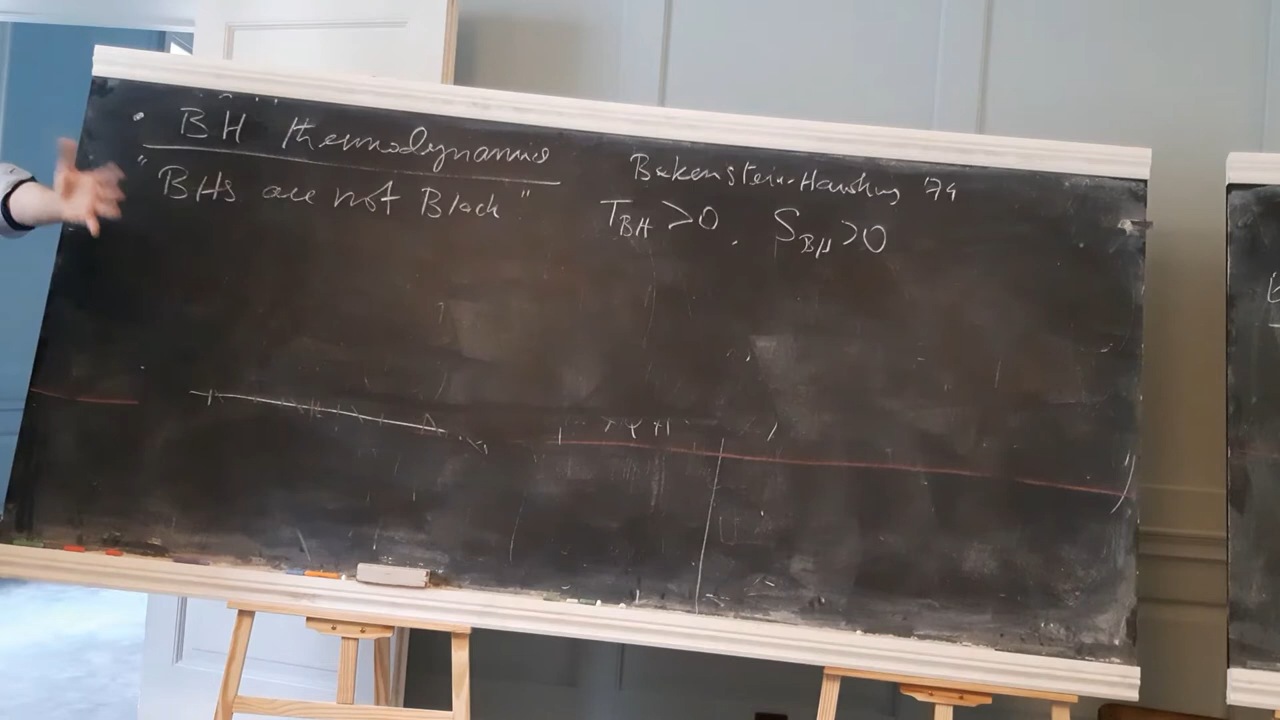 BH thermodynamics
"BHs are not Black"
Bekenstein-Hawking '74
T_BH > 0, S_BH > 0